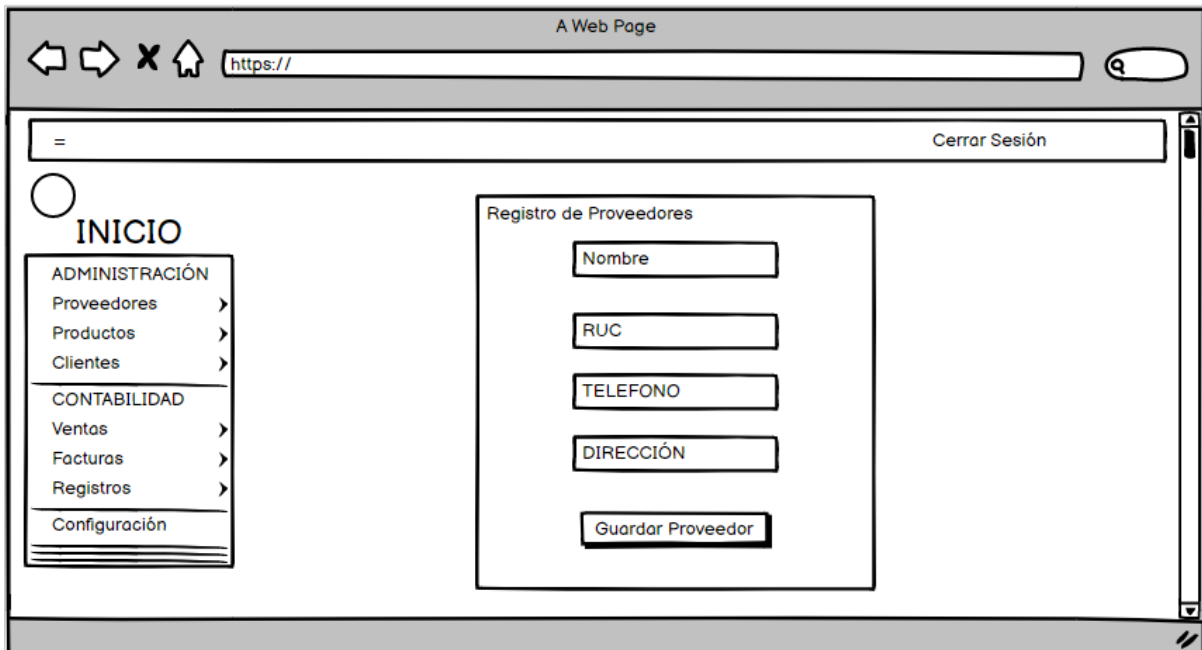 A Web Page
https://
= Cerrar Sesión
INICIO
ADMINISTRACIÓN
Proveedores
Productos
Clientes
CONTABILIDAD
Ventas
Facturas
Registros
Configuración
Registro de Proveedores
Nombre
RUC
TELEFONO
DIRECCIÓN
Guardar Proveedor